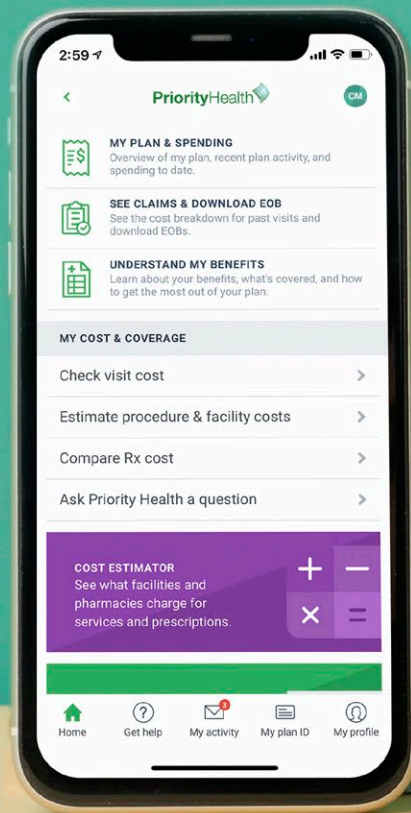 2:59
PriorityHealth
CM
MY PLAN & SPENDING
Overview of my plan, recent plan activity, and
spending to date.
SEE CLAIMS & DOWNLOAD EOB
See the cost breakdown for past visits and
download EOBs.
UNDERSTAND MY BENEFITS
Learn about your benefits, what's covered, and how
to get the most out of your plan.
MY COST & COVERAGE
Check visit cost
Estimate procedure & facility costs
Compare Rx cost
Ask Priority Health a question
COST ESTIMATOR
See what facilities and
pharmacies charge for
services and prescriptions.
3
Home Get help My activity My plan ID My profile